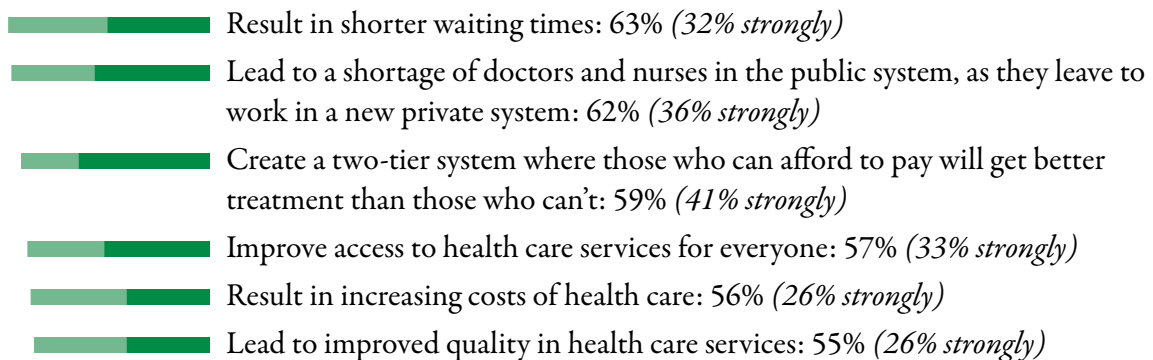 Result in shorter waiting times: 63% (32% strongly)
Lead to a shortage of doctors and nurses in the public system, as they leave to
work in a new private system: 62% (36% strongly)
Create a two-tier system where those who can afford to pay will get better
treatment than those who can’t: 59% (41% strongly)
Improve access to health care services for everyone: 57% (33% strongly)
Result in increasing costs of health care: 56% (26% strongly)
Lead to improved quality in health care services: 55% (26% strongly)